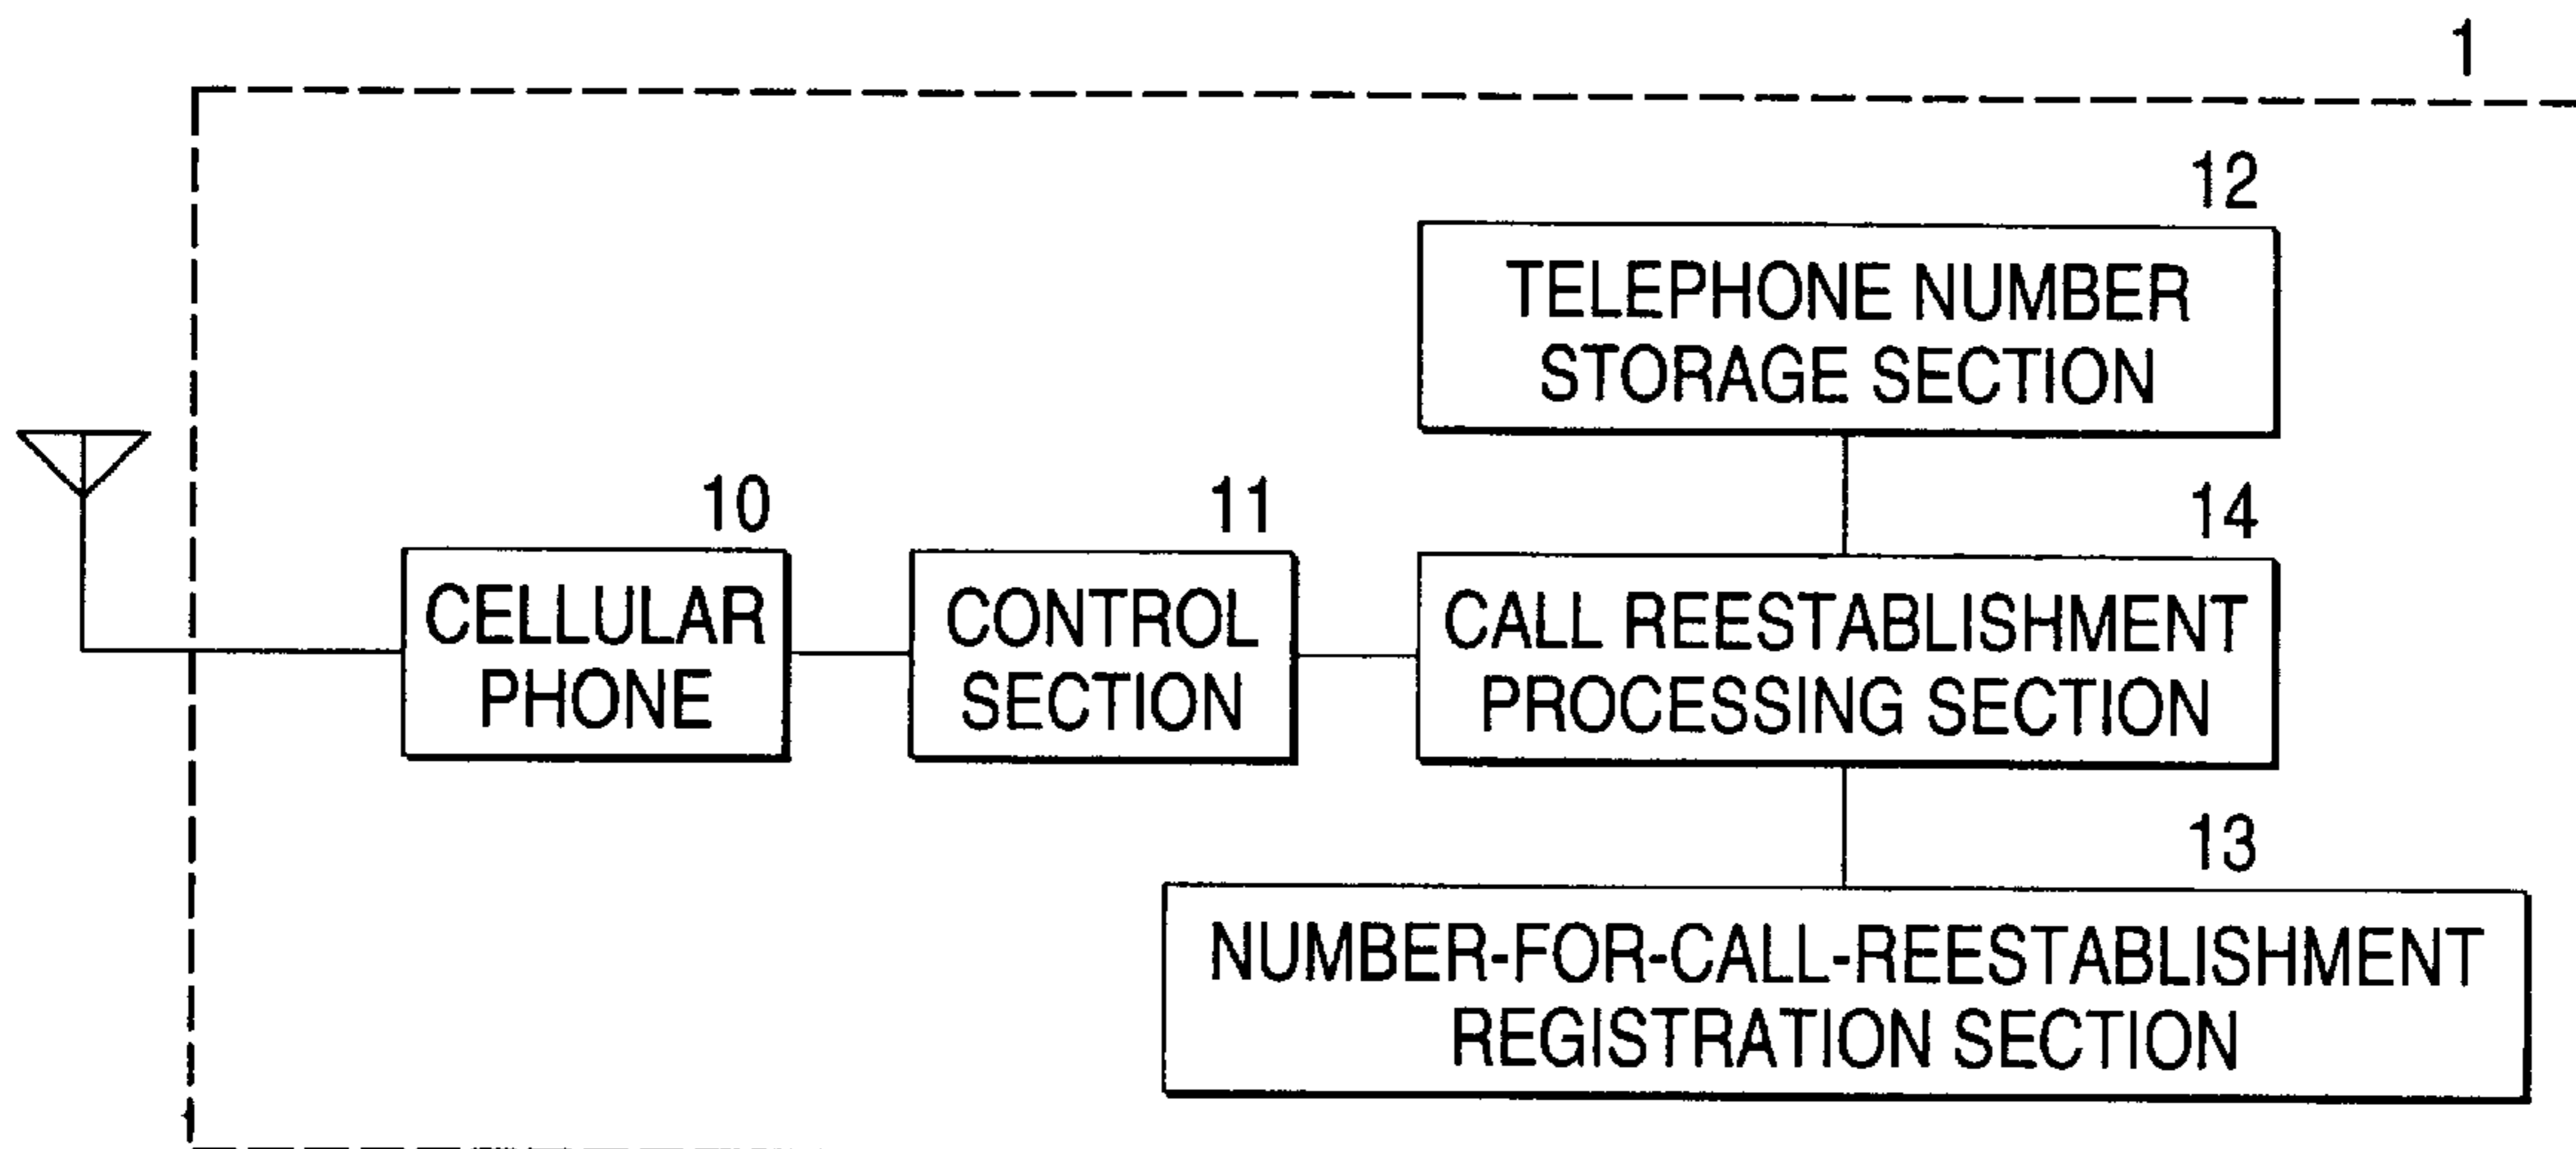 1
12
TELEPHONE NUMBER
STORAGE SECTION
10
CELLULAR
PHONE
11
CONTROL
SECTION
14
CALL REESTABLISHMENT
PROCESSING SECTION
13
NUMBER-FOR-CALL-REESTABLISHMENT
REGISTRATION SECTION